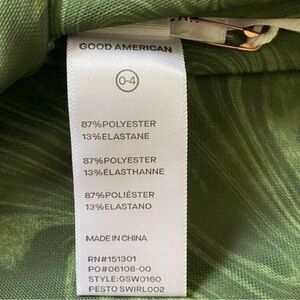 GOOD AMERICAN
0-4
87%POLYESTER
13%ELASTANE
87%POLYESTER
13%ÉLASTHANNE
87%POLIÉSTER
13%ELASTANO
MADE IN CHINA
RN#151301
PO#06108-00
STYLE:GSW0160
PESTO SWIRL002